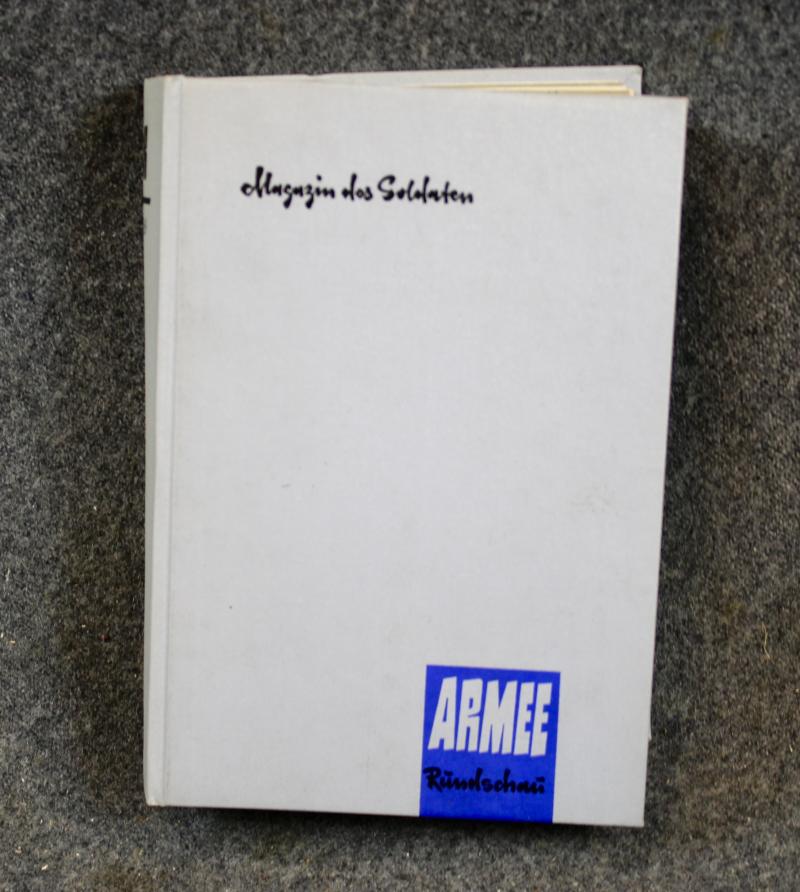 Magazin des Soldaten
ARMEE
Rundschau